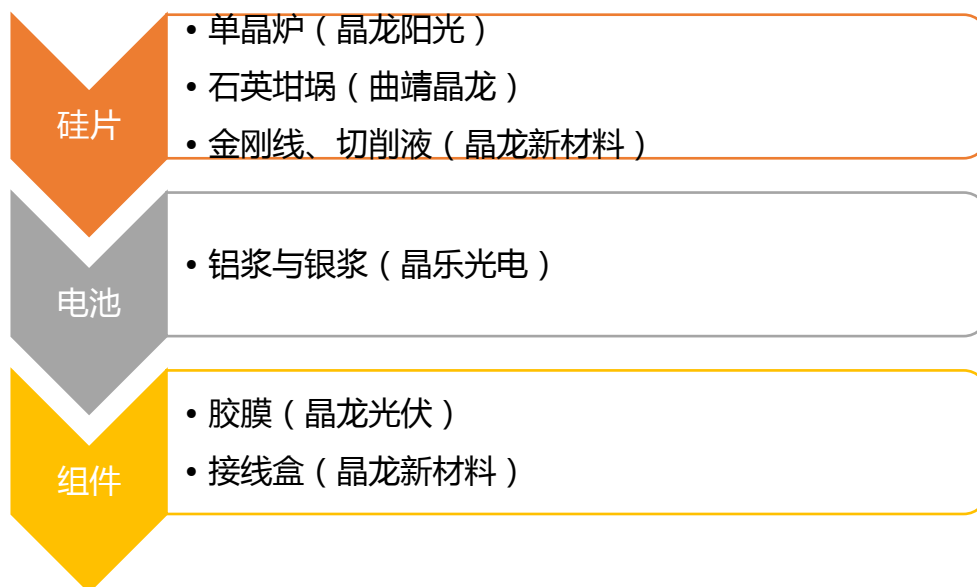 硅片
• 单晶炉（晶龙阳光）
• 石英坩埚（曲靖晶龙）
• 金刚线、切削液（晶龙新材料）
电池
• 铝浆与银浆（晶乐光电）
组件
• 胶膜（晶龙光伏）
• 接线盒（晶龙新材料）